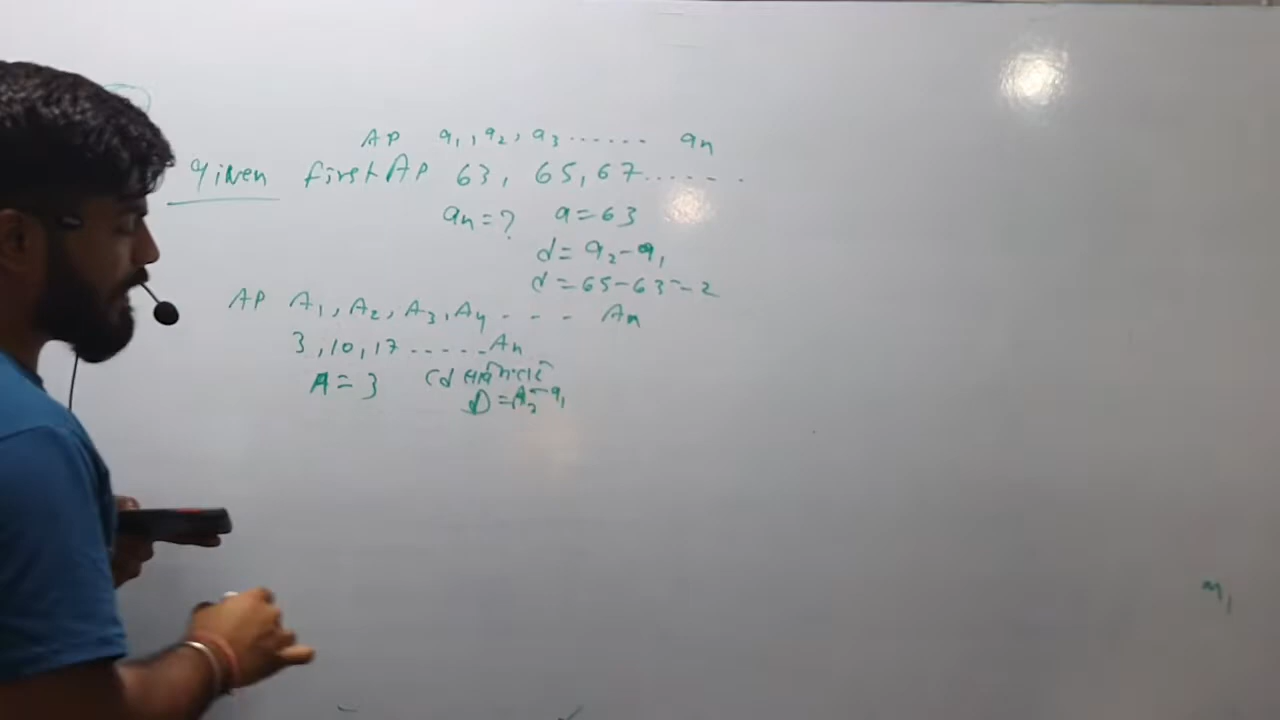 AP a₁, a₂, a₃ ...... aₙ
Given first AP 63, 65, 67......
aₙ = ? a = 63
d = a₂ - a₁
d = 65 - 63 = 2
AP A₁, A₂, A₃, A₄ - - - Aₙ
3, 10, 17 ...... Aₙ
A = 3 Cd
D = A₂ - a₁